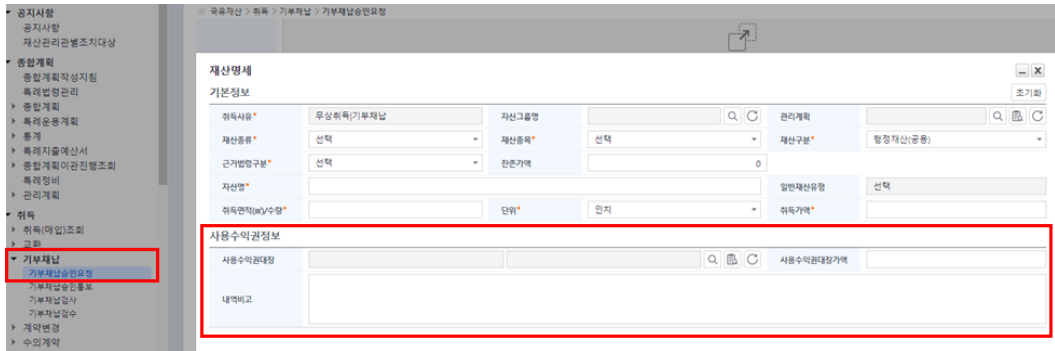 공지사항
공지사항
재산관리관별조치대상
종합계획
종합계획작성지침
특례법령관리
종합계획
특례운용계획
통계
특례지출예산서
종합계획이관진행조회
특례정비
관리계획
취득
취득(매입)조회
교환
기부채납
기부채납승인요청
기부채납승인통보
기부채납검사
기부채납검수
계약변경
수의계약
국유재산 > 취득 > 기부채납 > 기부채납승인요청
재산명세
기본정보
초기화
취득사유* 무상취득|기부채납 자산그룹명 관리계획
재산종류* 선택 재산종목* 선택 재산구분* 행정재산(공용)
근거법령구분* 선택 잔존가액 0
자산명* 일반재산유형 선택
취득면적(㎡)/수량* 단위* 인치 취득가액*
사용수익권정보
사용수익권대장 사용수익권대장가액
내역비고